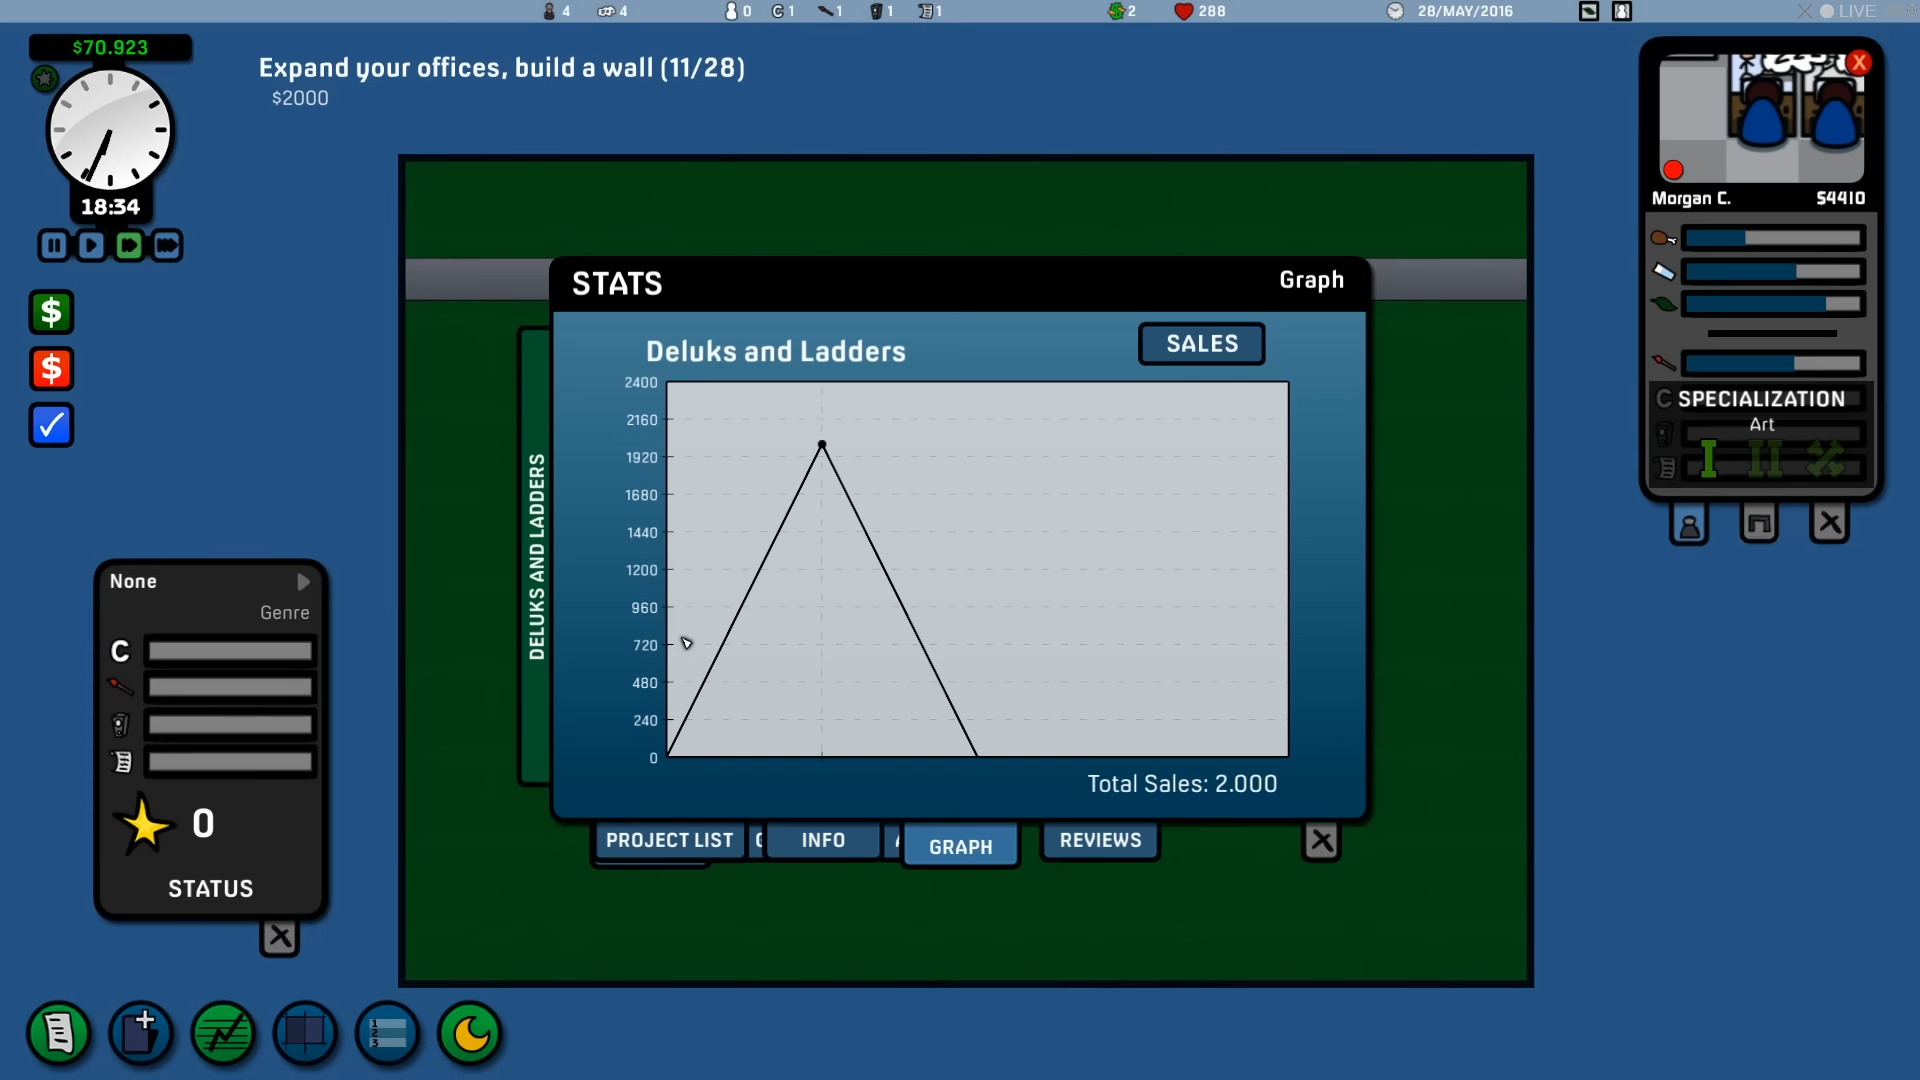 4 4 0 C 1 1 1 1 2 288 28/MAY/2016 LIVE
$70.923
Expand your offices, build a wall (11/28)
$2000
18:34
$
$
Morgan C. $4410
C SPECIALIZATION
Art
STATS Graph
Deluks and Ladders SALES
DELUKS AND LADDERS
2400
2160
1920
1680
1440
1200
960
720
480
240
0
Total Sales: 2.000
PROJECT LIST INFO GRAPH REVIEWS X
None
Genre
C
0
STATUS
X
1
2
3